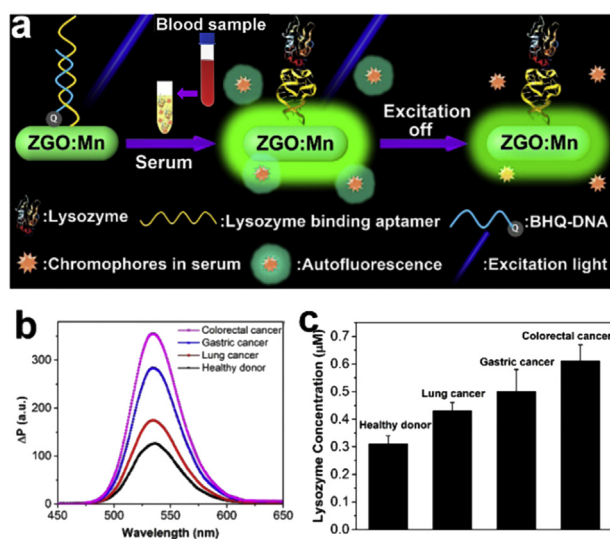 a
Blood sample
Q
ZGO:Mn
Serum
ZGO:Mn
Excitation
off
ZGO:Mn
:Lysozyme
:Lysozyme binding aptamer
Q
:BHQ-DNA
:Chromophores in serum
:Autofluorescence
:Excitation light
b
ΔP (a.u.)
300
200
100
0
Colorectal cancer
Gastric cancer
Lung cancer
Healthy donor
450 500 550 600 650
Wavelength (nm)
c
Lysozyme Concentration (μM)
0.7
0.6
0.5
0.4
0.3
0.2
0.1
0.0
Healthy donor
Lung cancer
Gastric cancer
Colorectal cancer